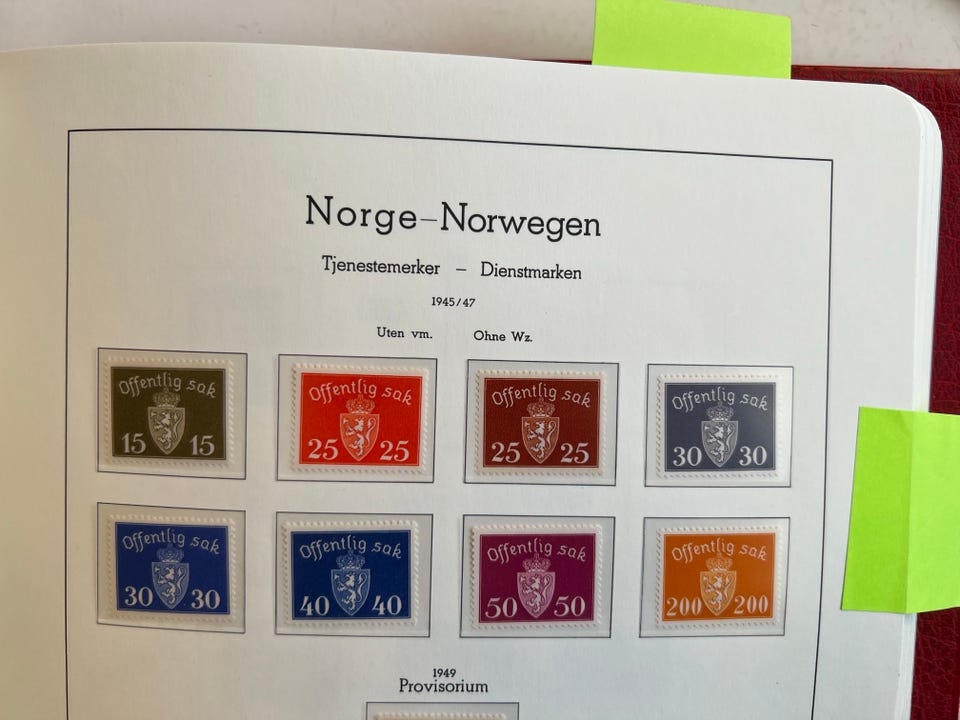 Norge–Norwegen
Tjenestemerker – Dienstmarken
1945/47
Uten vm. Ohne Wz.
Offentlig sak
15 15
Offentlig sak
25 25
Offentlig sak
25 25
Offentlig sak
30 30
Offentlig sak
30 30
Offentlig sak
40 40
Offentlig sak
50 50
Offentlig sak
200 200
1949
Provisorium